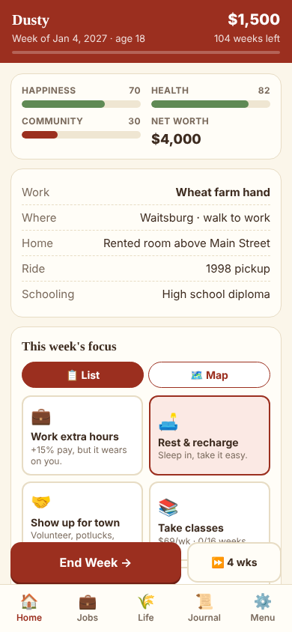 Dusty
$1,500
Week of Jan 4, 2027 · age 18
104 weeks left
HAPPINESS 70
HEALTH 82
COMMUNITY 30
NET WORTH
$4,000
Work Wheat farm hand
Where Waitsburg · walk to work
Home Rented room above Main Street
Ride 1998 pickup
Schooling High school diploma
This week's focus
List
Map
Work extra hours
+15% pay, but it wears
on you.
Rest & recharge
Sleep in, take it easy.
Show up for town
Volunteer, potlucks,
Take classes
$69/wk · 0/16 weeks
End Week →
4 wks
Home
Jobs
Life
Journal
Menu